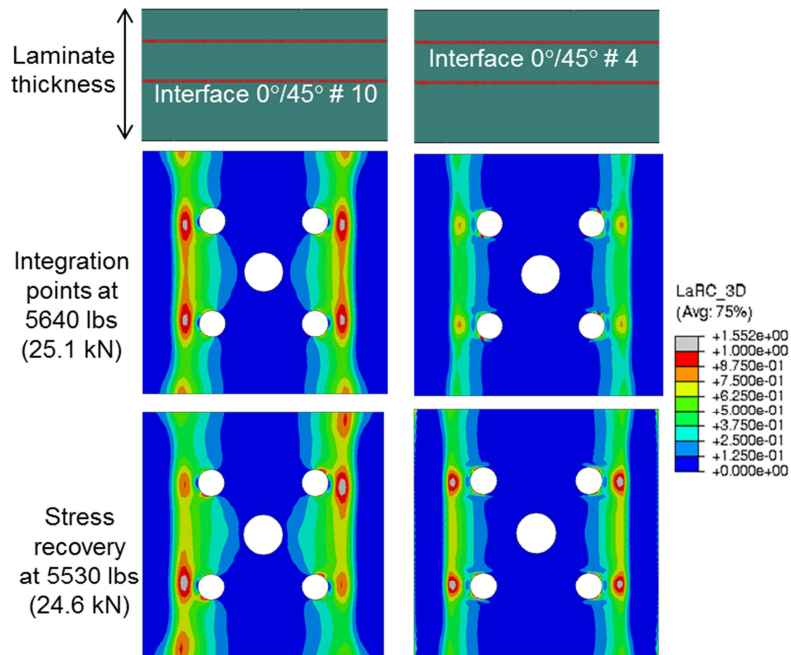 Laminate
thickness
Interface 0°/45° # 10
Interface 0°/45° # 4
Integration
points at
5640 lbs
(25.1 kN)
LaRC_3D
(Avg: 75%)
+1.552e+00
+1.000e+00
+8.750e-01
+7.500e-01
+6.250e-01
+5.000e-01
+3.750e-01
+2.500e-01
+1.250e-01
+0.000e+00
Stress
recovery
at 5530 lbs
(24.6 kN)